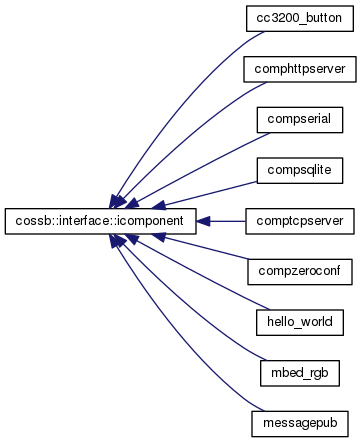 cc3200_button
comphttpserver
compserial
compsqlite
cossb::interface::icomponent
comptcpserver
compzeroconf
hello_world
mbed_rgb
messagepub